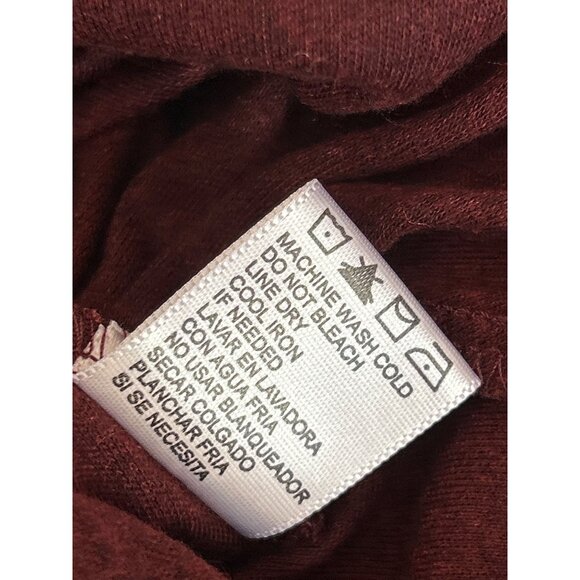 MACHINE WASH COLD
DO NOT BLEACH
LINE DRY
COOL IRON
IF NEEDED
LAVAR EN LAVADORA
CON AGUA FRIA
NO USAR BLANQUEADOR
SECAR COLGADO
PLANCHAR FRIA
SI SE NECESITA